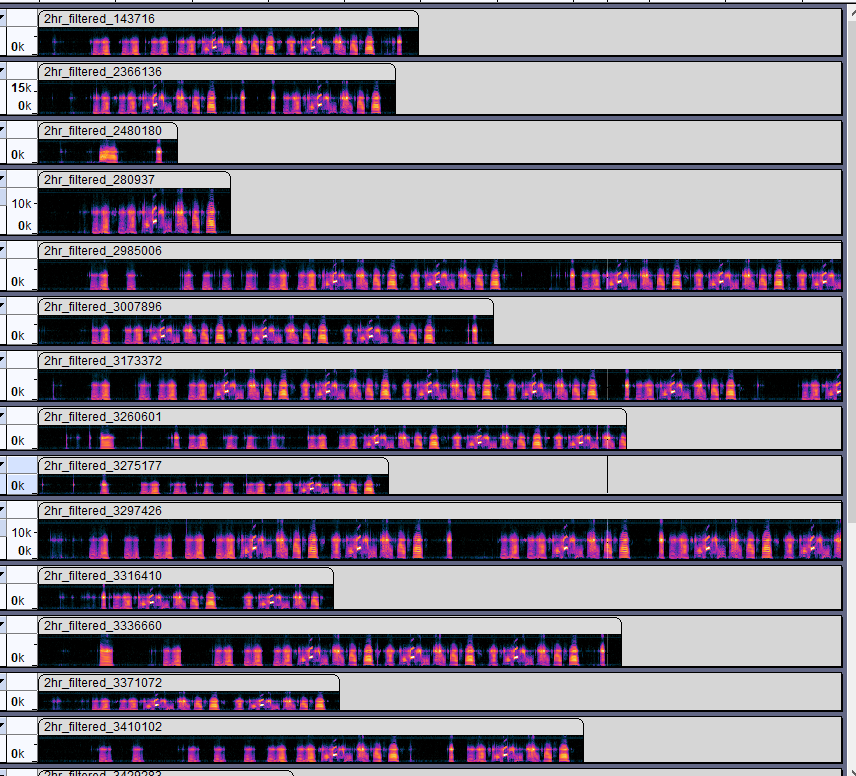 2hr_filtered_143716
0k
2hr_filtered_2366136
15k
0k
2hr_filtered_2480180
0k
2hr_filtered_280937
10k
0k
2hr_filtered_2985006
0k
2hr_filtered_3007896
0k
2hr_filtered_3173372
0k
2hr_filtered_3260601
0k
2hr_filtered_3275177
0k
2hr_filtered_3297426
10k
0k
2hr_filtered_3316410
0k
2hr_filtered_3336660
0k
2hr_filtered_3371072
0k
2hr_filtered_3410102
0k